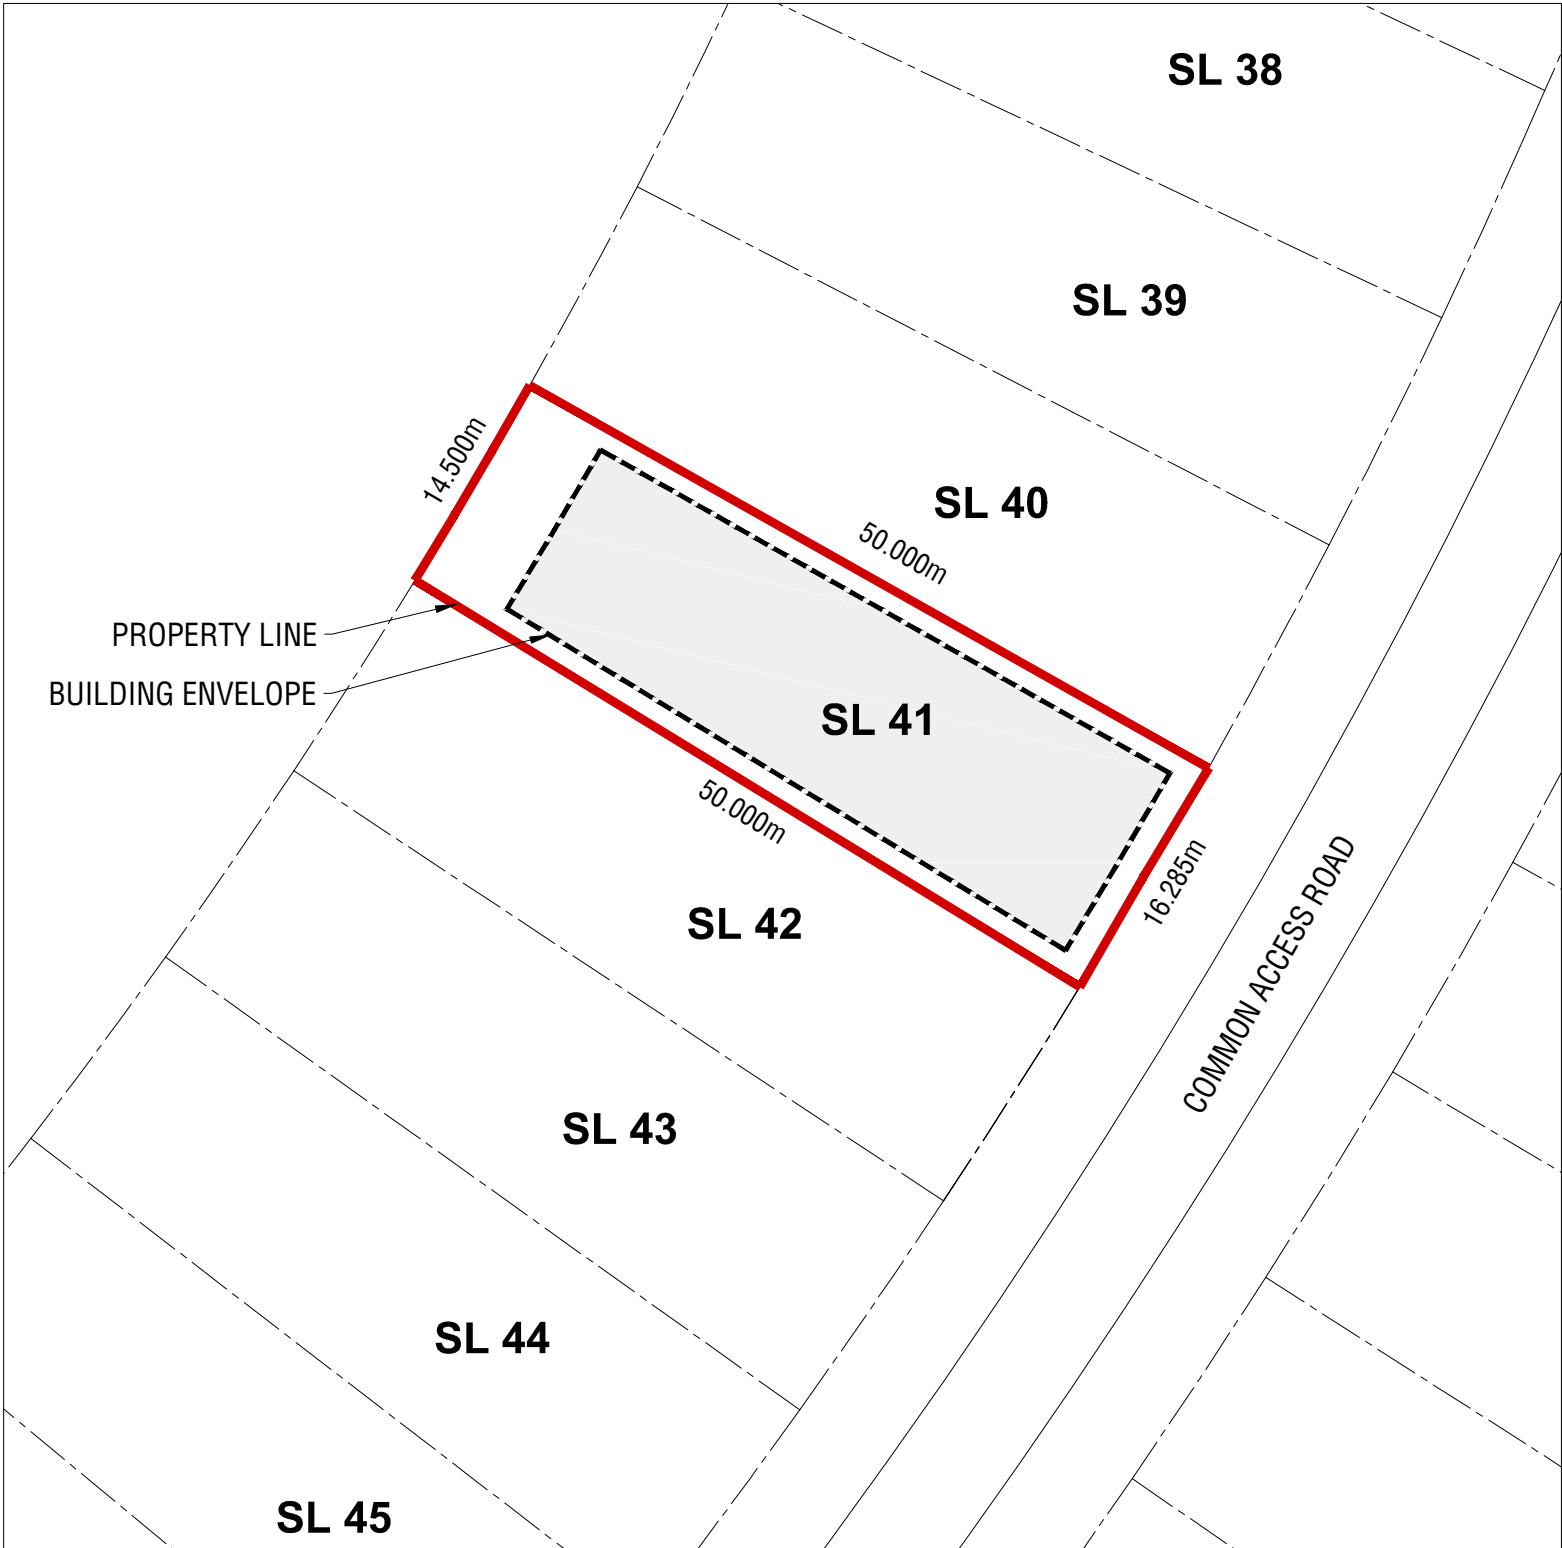 SL 38
SL 39
14.500m
SL 40
50.000m
PROPERTY LINE
BUILDING ENVELOPE
SL 41
50.000m
16.285m
COMMON ACCESS ROAD
SL 42
SL 43
SL 44
SL 45